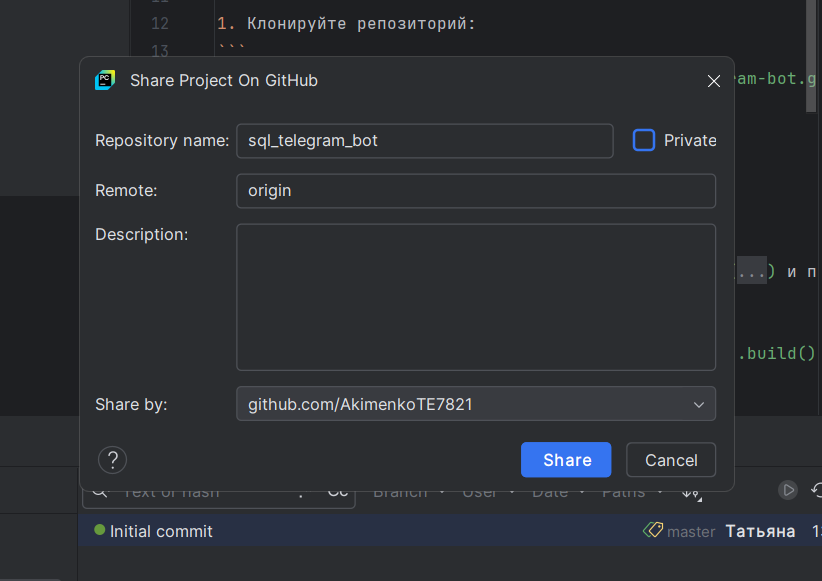 12 1. Клонируйте репозиторий:
13 ```
Share Project On GitHub
am-bot.g
Repository name: sql_telegram_bot Private
Remote: origin
Description:
...) и п
.build()
Share by: github.com/AkimenkoTE7821
? Share Cancel
Text or hash .* Cc Branch User Date Paths
Initial commit master Татьяна 1